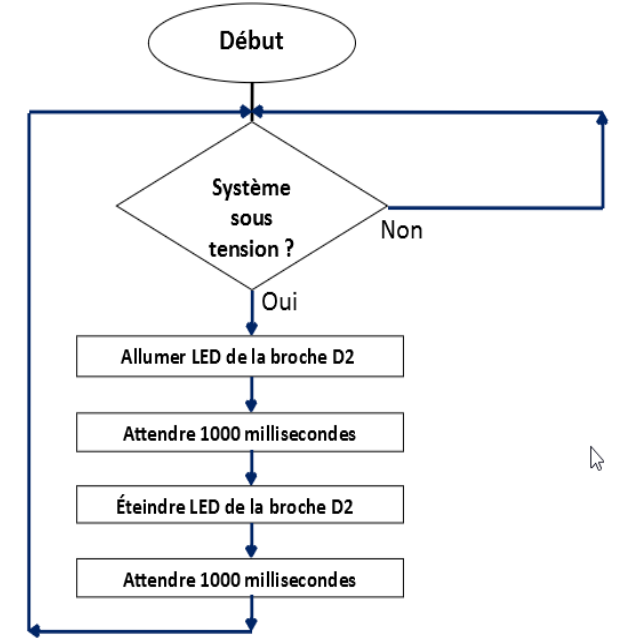 Début
Système
sous
tension ?
Non
Oui
Allumer LED de la broche D2
Attendre 1000 millisecondes
Éteindre LED de la broche D2
Attendre 1000 millisecondes